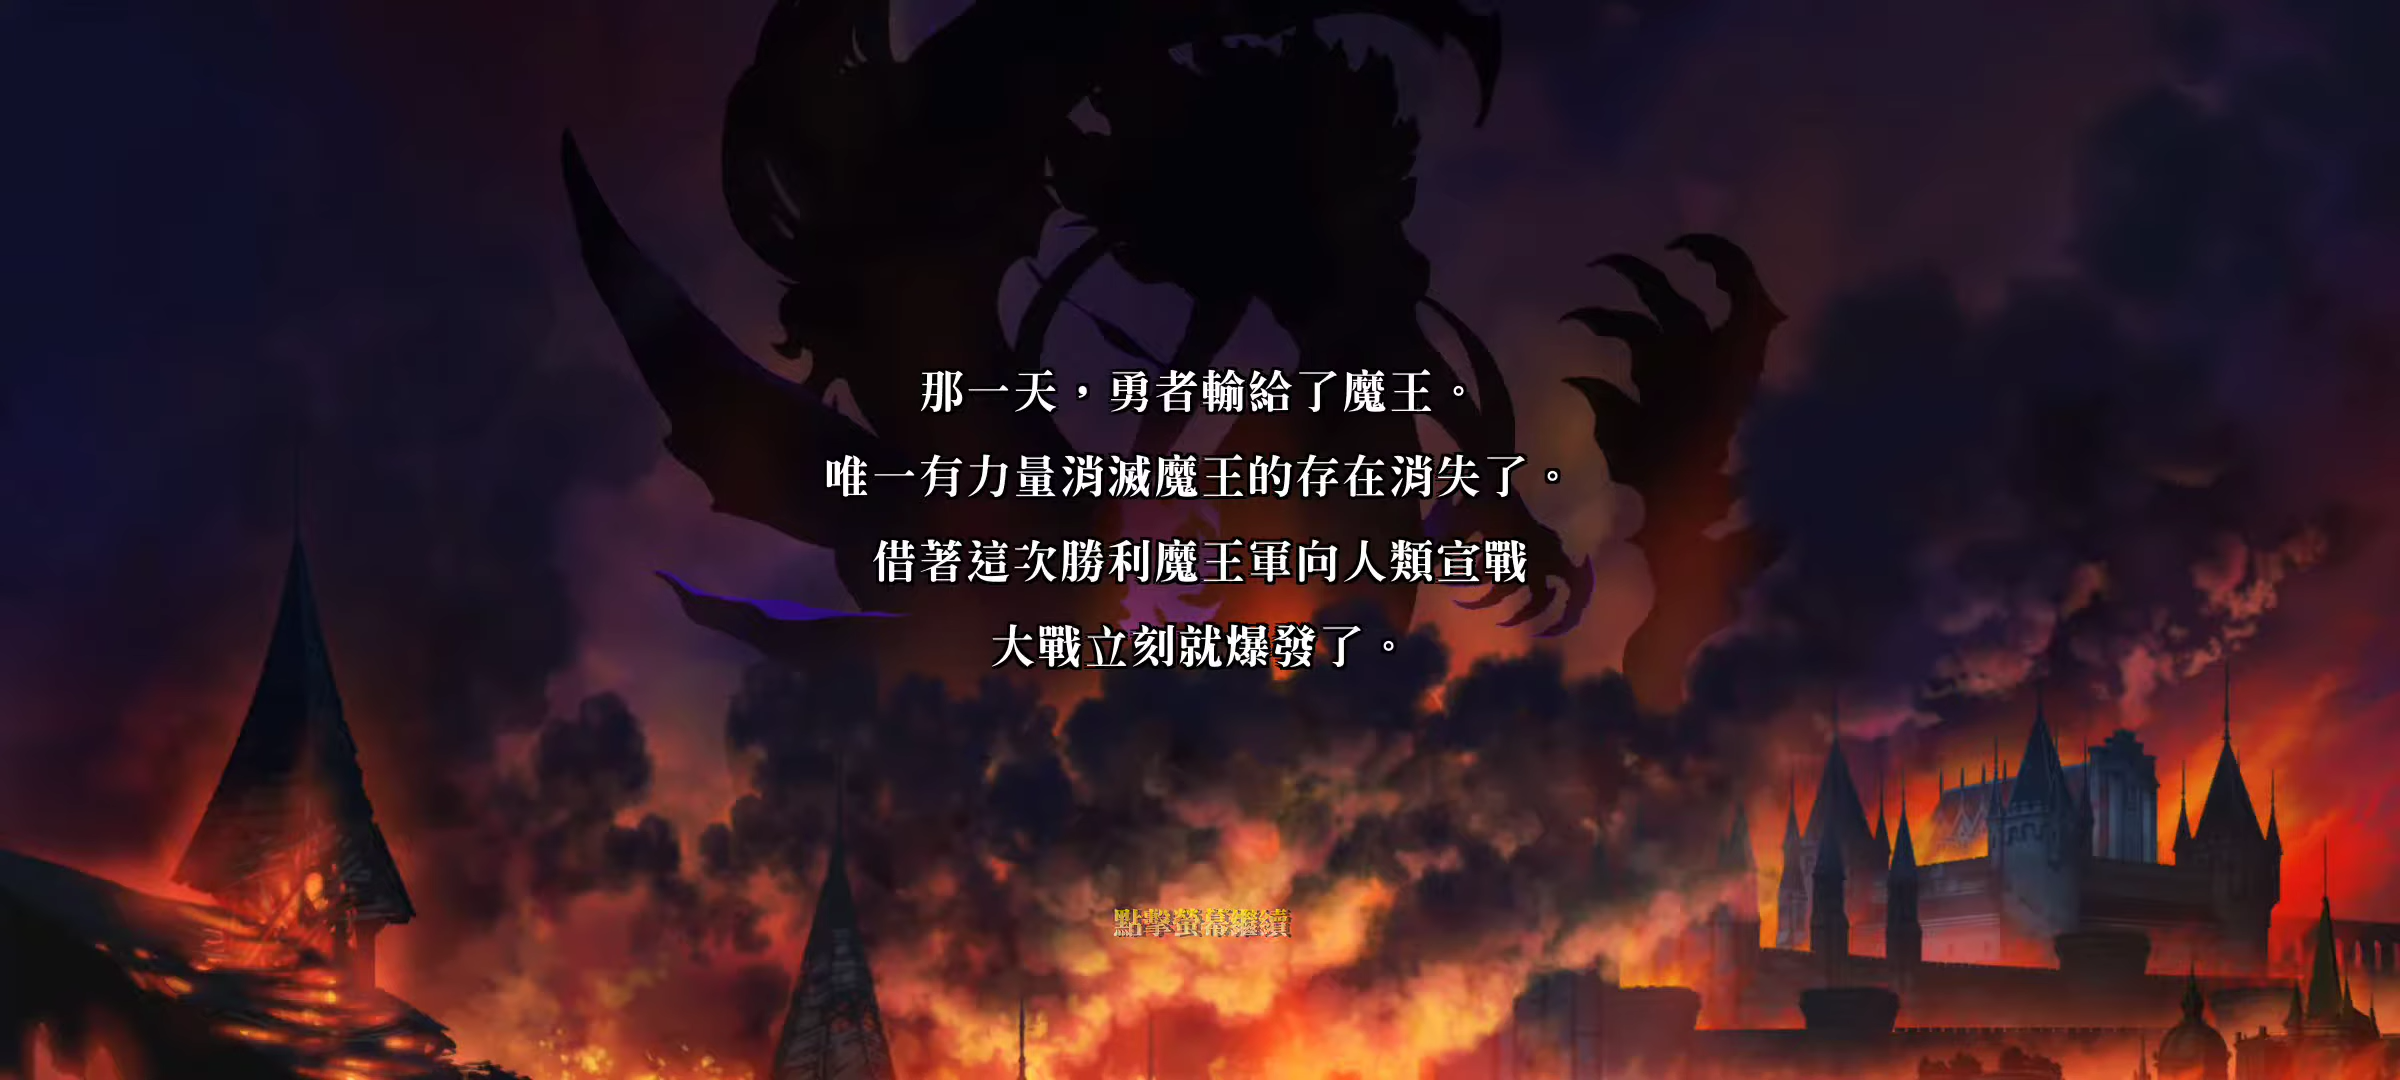 那一天，勇者輸給了魔王。
唯一有力量消滅魔王的存在消失了。
借著這次勝利魔王軍向人類宣戰
大戰立刻就爆發了。
點擊螢幕繼續